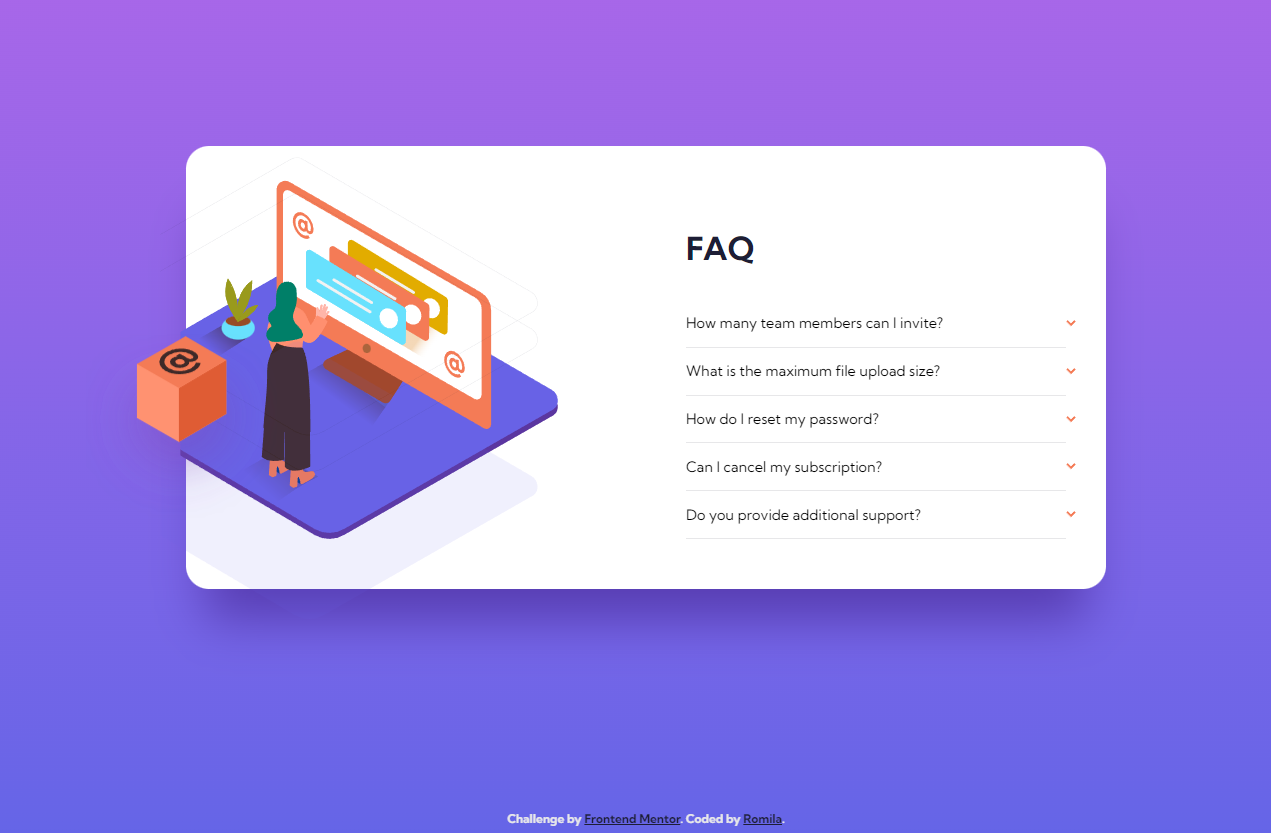 @
FAQ
How many team members can I invite?
What is the maximum file upload size?
@
@
How do I reset my password?
Can I cancel my subscription?
Do you provide additional support?
Challenge by Frontend Mentor. Coded by Romila.